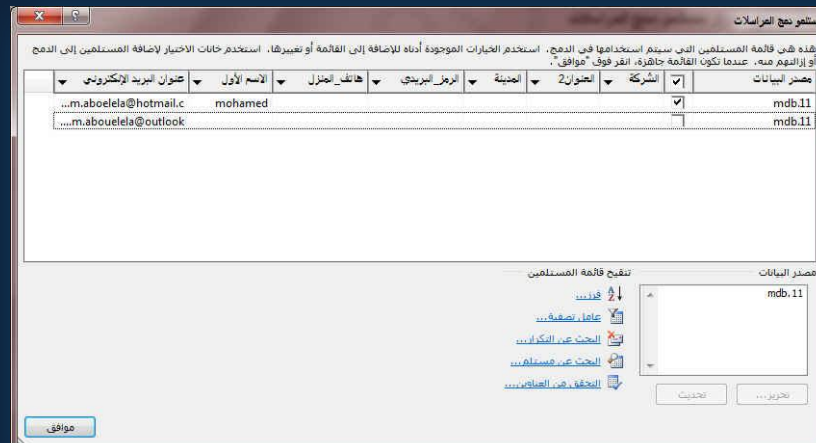 مستلمو دمج المراسلات
هذه هي قائمة المستلمين التي سيتم استخدامها في الدمج. استخدم الخيارات الموجودة أدناه للإضافة إلى القائمة أو تغييرها. استخدم خانات الاختيار لإضافة المستلمين إلى الدمج
أو إزالتهم منه. عندما تكون القائمة جاهزة، انقر فوق "موافق".
مصدر البيانات الشركة العنوان2 المدينة الرمز_البريدي هاتف_المنزل الاسم الأول عنوان البريد الإلكتروني
mdb.11 mohamed m.aboelela@hotmail.c...
mdb.11 m.abouelela@outlook....
مصدر البيانات
mdb.11
تحرير...
تحديث
تنقيح قائمة المستلمين
فرز...
عامل تصفية...
البحث عن التكرار...
البحث عن مستلم...
التحقق من العناوين...
موافق